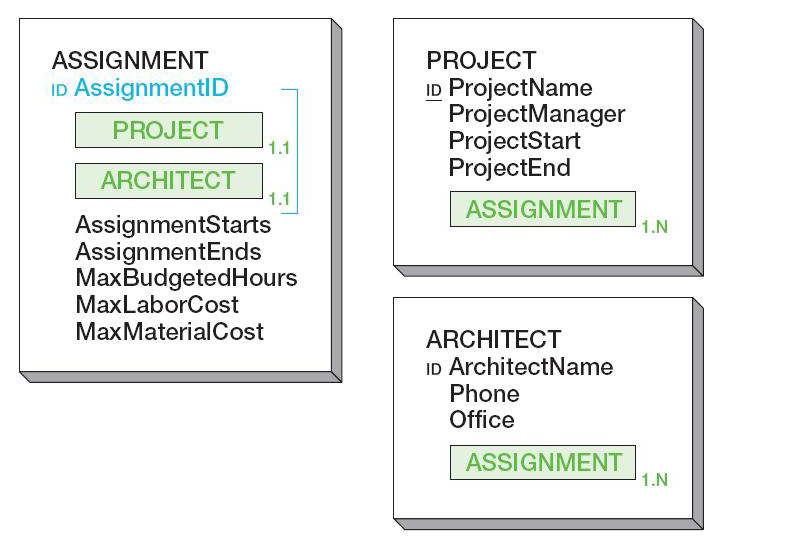 ASSIGNMENT
ID AssignmentID
PROJECT
1.1
ARCHITECT
1.1
AssignmentStarts
AssignmentEnds
MaxBudgetedHours
MaxLaborCost
MaxMaterialCost
PROJECT
ID ProjectName
ProjectManager
ProjectStart
ProjectEnd
ASSIGNMENT
1.N
ARCHITECT
ID ArchitectName
Phone
Office
ASSIGNMENT
1.N